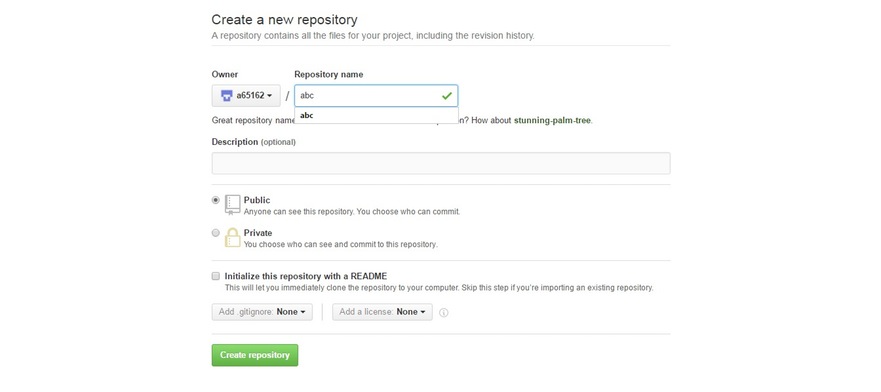 Create a new repository
A repository contains all the files for your project, including the revision history.
Owner Repository name
a65162 / abc
abc
Great repository name n? How about stunning-palm-tree.
Description (optional)
Public
Anyone can see this repository. You choose who can commit.
Private
You choose who can see and commit to this repository.
Initialize this repository with a README
This will let you immediately clone the repository to your computer. Skip this step if you're importing an existing repository.
Add .gitignore: None Add a license: None
Create repository